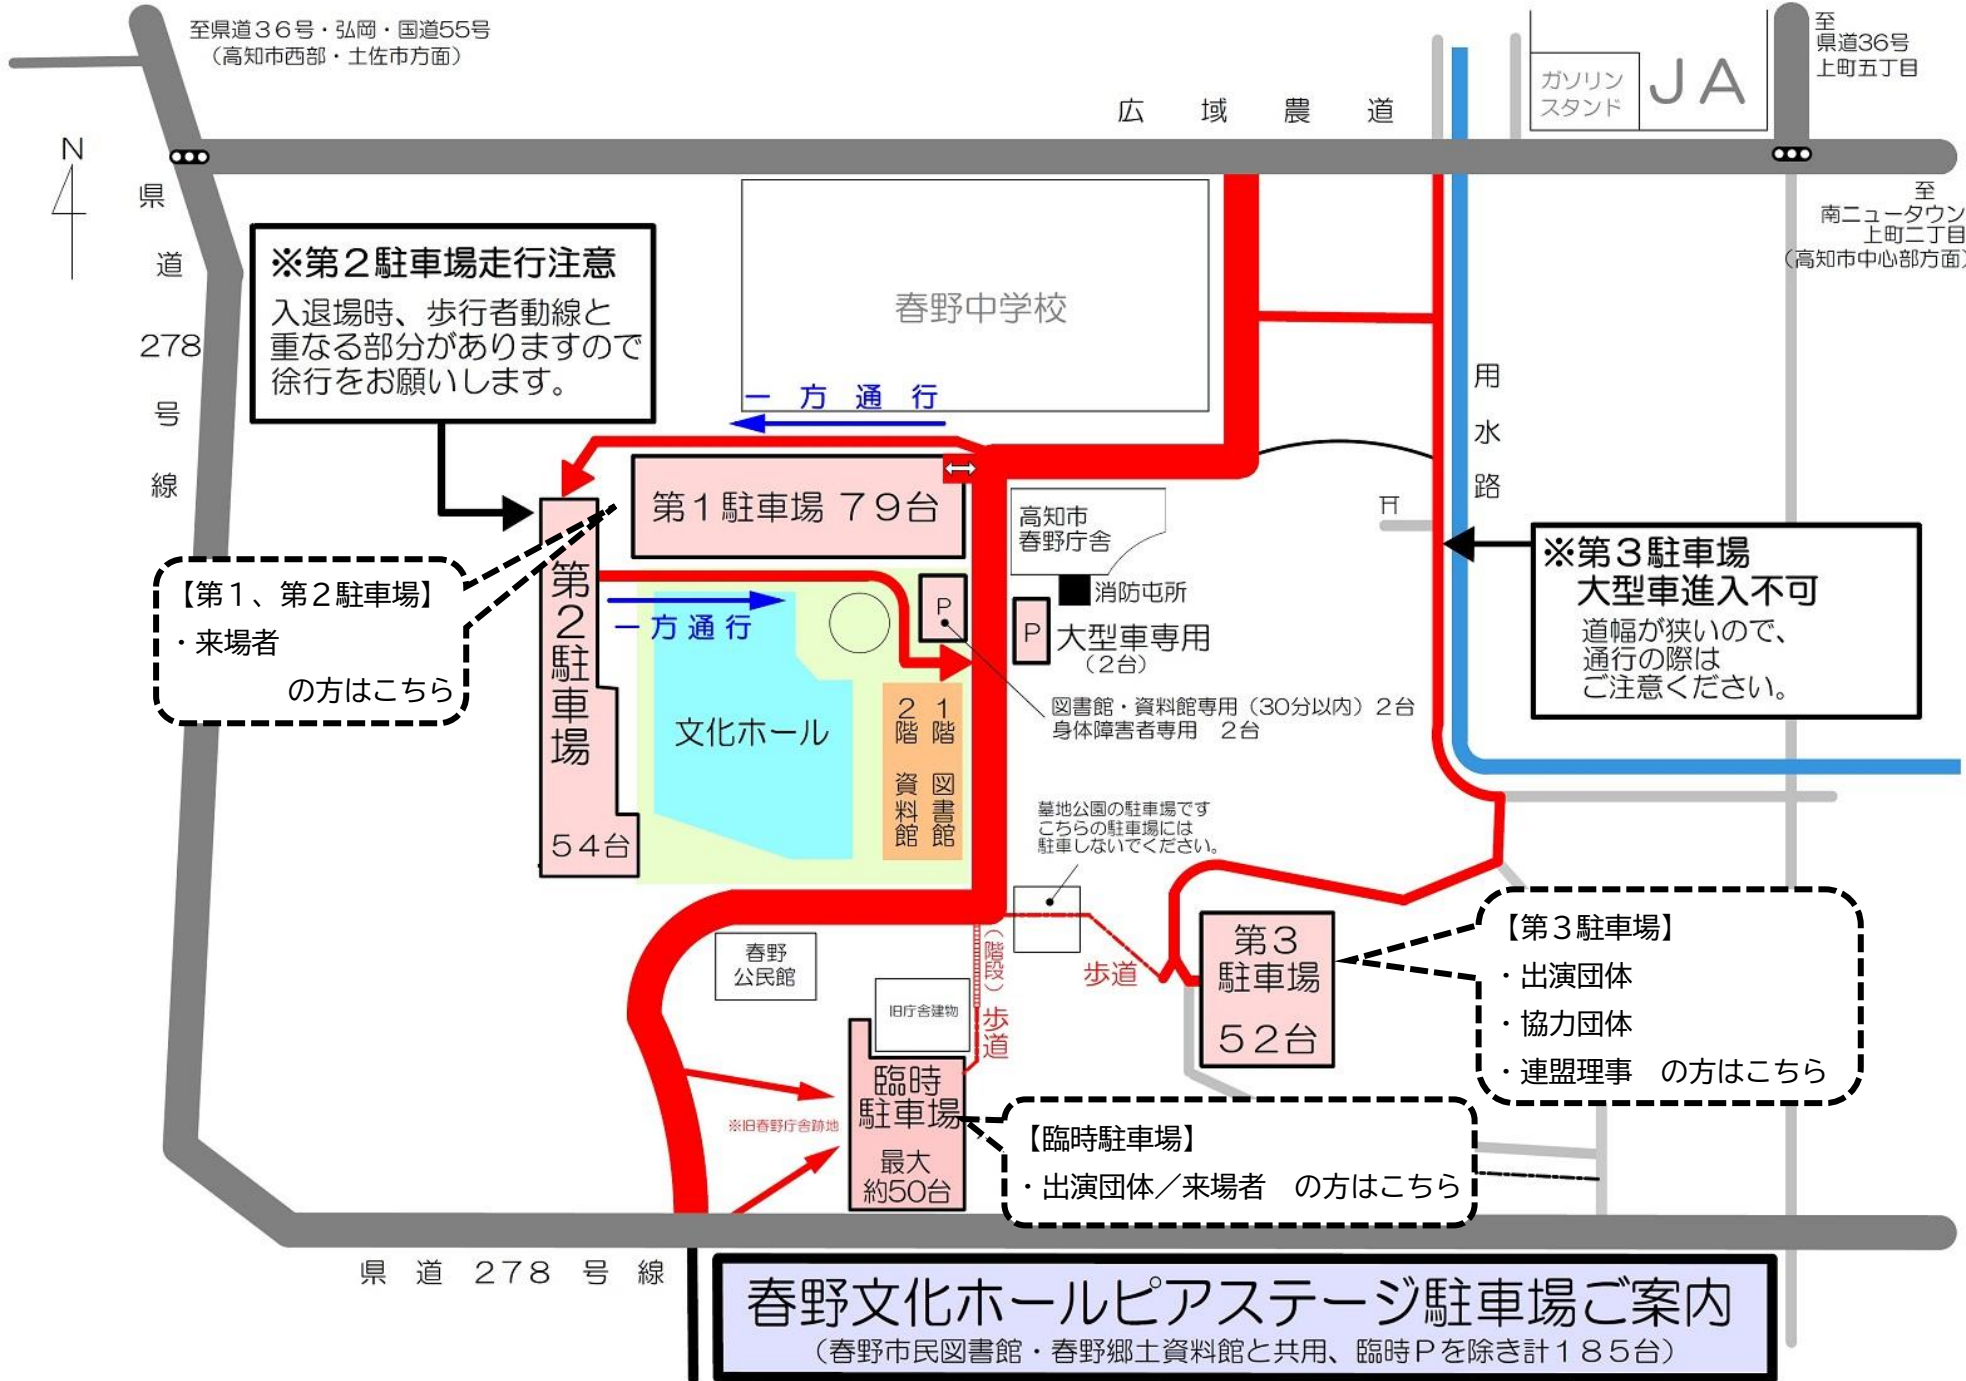 至県道36号・弘岡・国道55号
（高知市西部・土佐市方面）
至
県道36号
上町五丁目
ガソリン
スタンド
JA
広域農道
N
県道278号線
至
南ニュータウン
上町二丁目
（高知市中心部方面）
※第2駐車場走行注意
入退場時、歩行者動線と
重なる部分がありますので
徐行をお願いします。
春野中学校
一方通行
用水路
第1駐車場 79台
高知市
春野庁舎
※第3駐車場
大型車進入不可
道幅が狭いので、
通行の際は
ご注意ください。
【第1、第2駐車場】
・来場者
の方はこちら
第2駐車場
54台
一方通行
P
消防屯所
P
大型車専用
（2台）
図書館・資料館専用（30分以内）2台
身体障害者専用 2台
文化ホール
1階 図書館
2階 資料館
墓地公園の駐車場です
こちらの駐車場には
駐車しないでください。
春野
公民館
（階段）
歩道
歩道
旧庁舎建物
第3
駐車場
52台
【第3駐車場】
・出演団体
・協力団体
・連盟理事 の方はこちら
臨時
駐車場
最大
約50台
※旧春野庁舎跡地
【臨時駐車場】
・出演団体／来場者 の方はこちら
県道278号線
春野文化ホールピアステージ駐車場ご案内
（春野市民図書館・春野郷土資料館と共用、臨時Pを除き計185台）